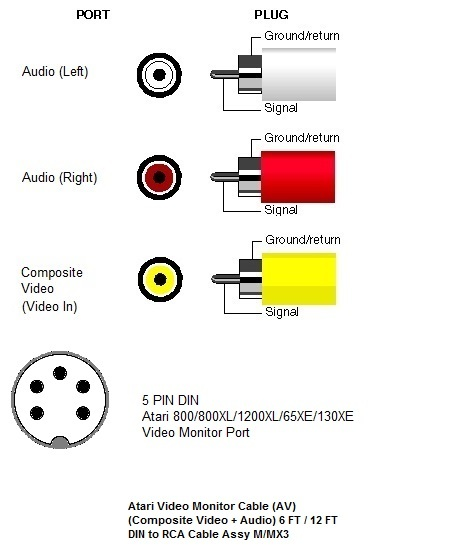 PORT PLUG
Ground/return
Audio (Left)
Signal
Ground/return
Audio (Right)
Signal
Ground/return
Composite
Video
(Video In)
Signal
5 PIN DIN
Atari 800/800XL/1200XL/65XE/130XE
Video Monitor Port
Atari Video Monitor Cable (AV)
(Composite Video + Audio) 6 FT / 12 FT
DIN to RCA Cable Assy M/MX3